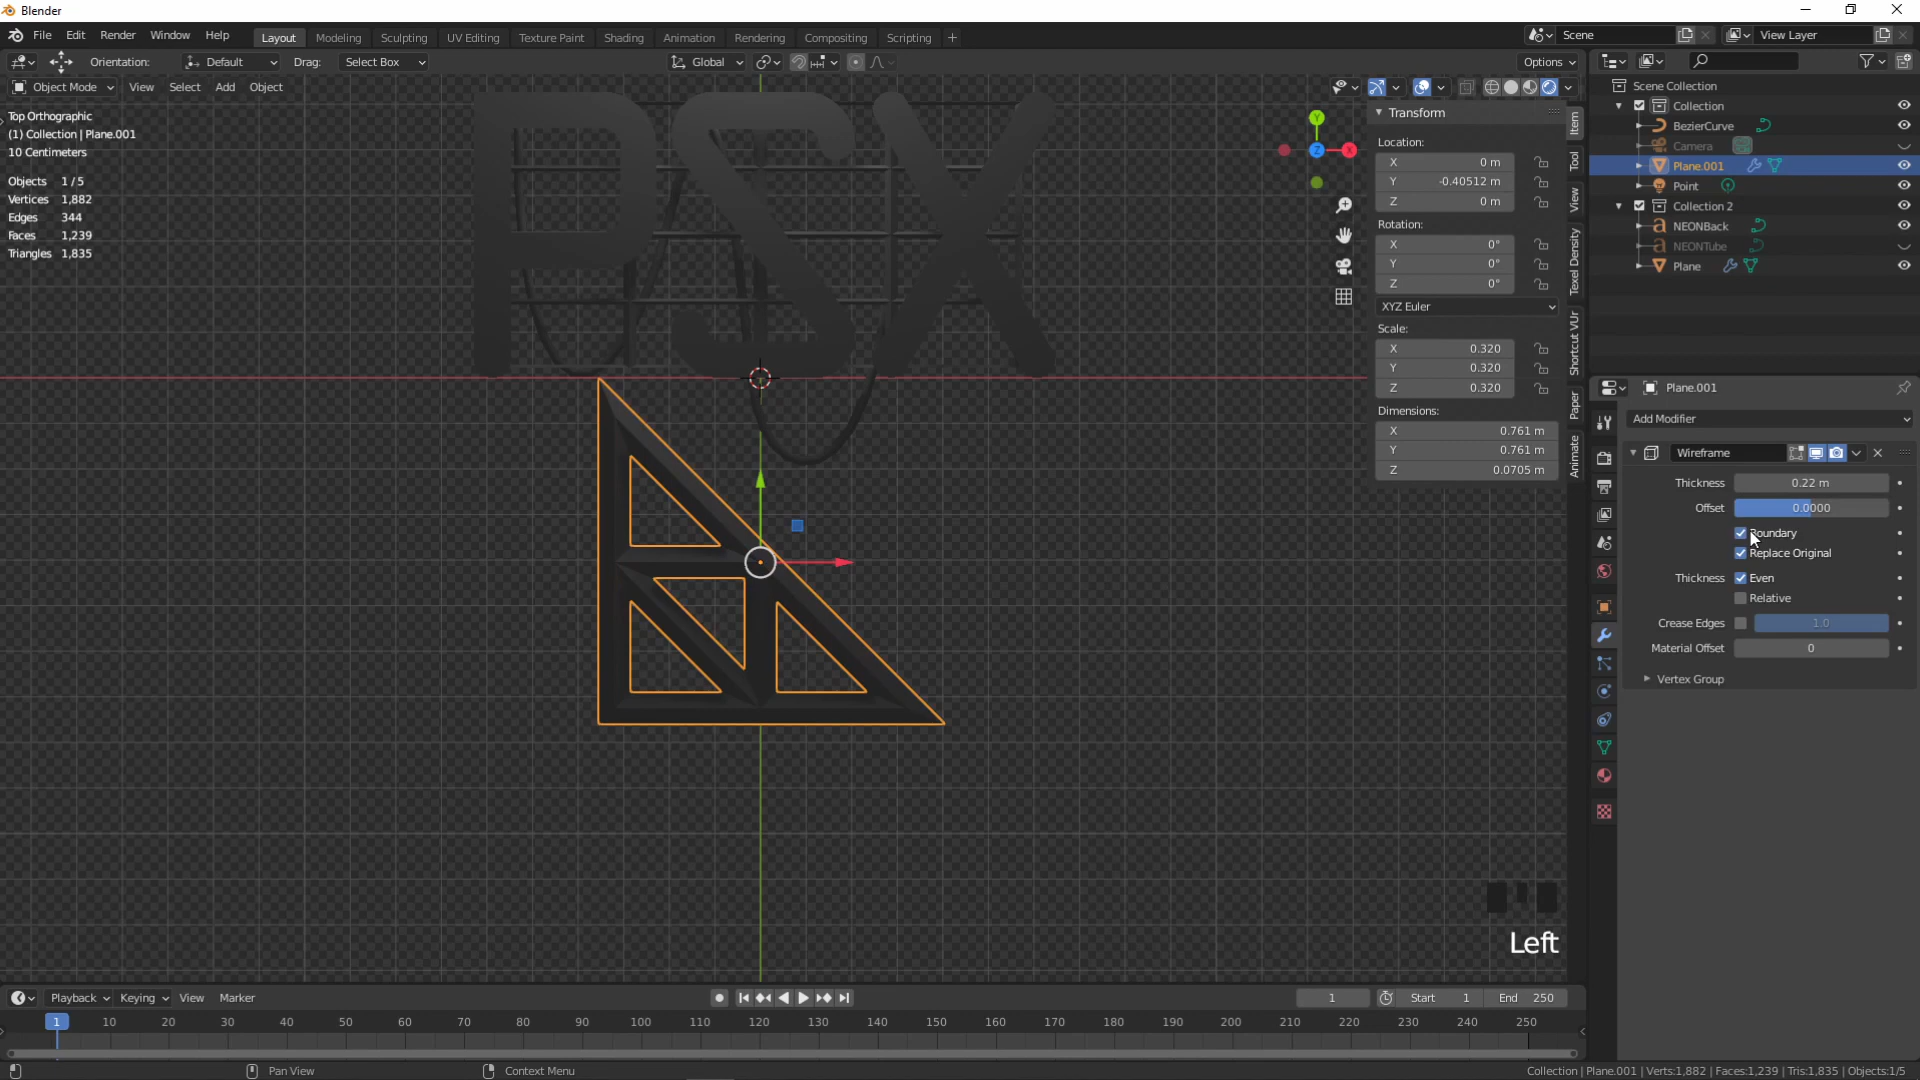 Blender
File Edit Render Window Help Layout Modeling Sculpting UV Editing Texture Paint Shading Animation Rendering Compositing Scripting + Scene View Layer
Orientation: Default Drag: Select Box Global Options
Object Mode View Select Add Object
Top Orthographic
(1) Collection | Plane.001
10 Centimeters
Objects 1/5
Vertices 1,882
Edges 344
Faces 1,239
Triangles 1,835
PSX
Y
Z
X
Transform
Location:
X 0 m
Y -0.40512 m
Z 0 m
Rotation:
X 0°
Y 0°
Z 0°
XYZ Euler
Scale:
X 0.320
Y 0.320
Z 0.320
Dimensions:
X 0.761 m
Y 0.761 m
Z 0.0705 m
Item
Tool
View
Texel Density
Shortcut VUr
Paper
Animate
Scene Collection
Collection
BezierCurve
Camera
Plane.001
Point
Collection 2
NEONBack
NEONTube
Plane
Plane.001
Add Modifier
Wireframe
Thickness 0.22 m
Offset 0.0000
Boundary
Replace Original
Thickness Even
Relative
Crease Edges 1.0
Material Offset 0
Vertex Group
Left
Playback Keying View Marker 1 Start 1 End 250
1 10 20 30 40 50 60 70 80 90 100 110 120 130 140 150 160 170 180 190 200 210 220 230 240 250
Pan View Context Menu Collection | Plane.001 | Verts:1,882 | Faces:1,239 | Tris:1,835 | Objects:1/5